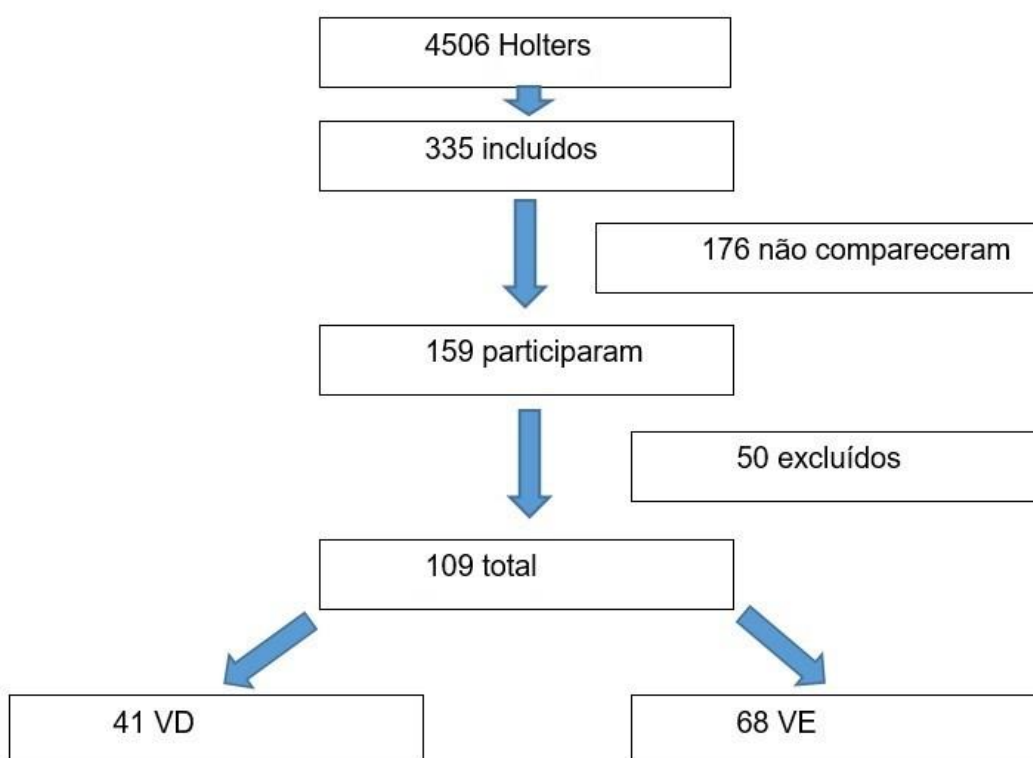 4506 Holters
335 incluídos
176 não compareceram
159 participaram
50 excluídos
109 total
41 VD
68 VE